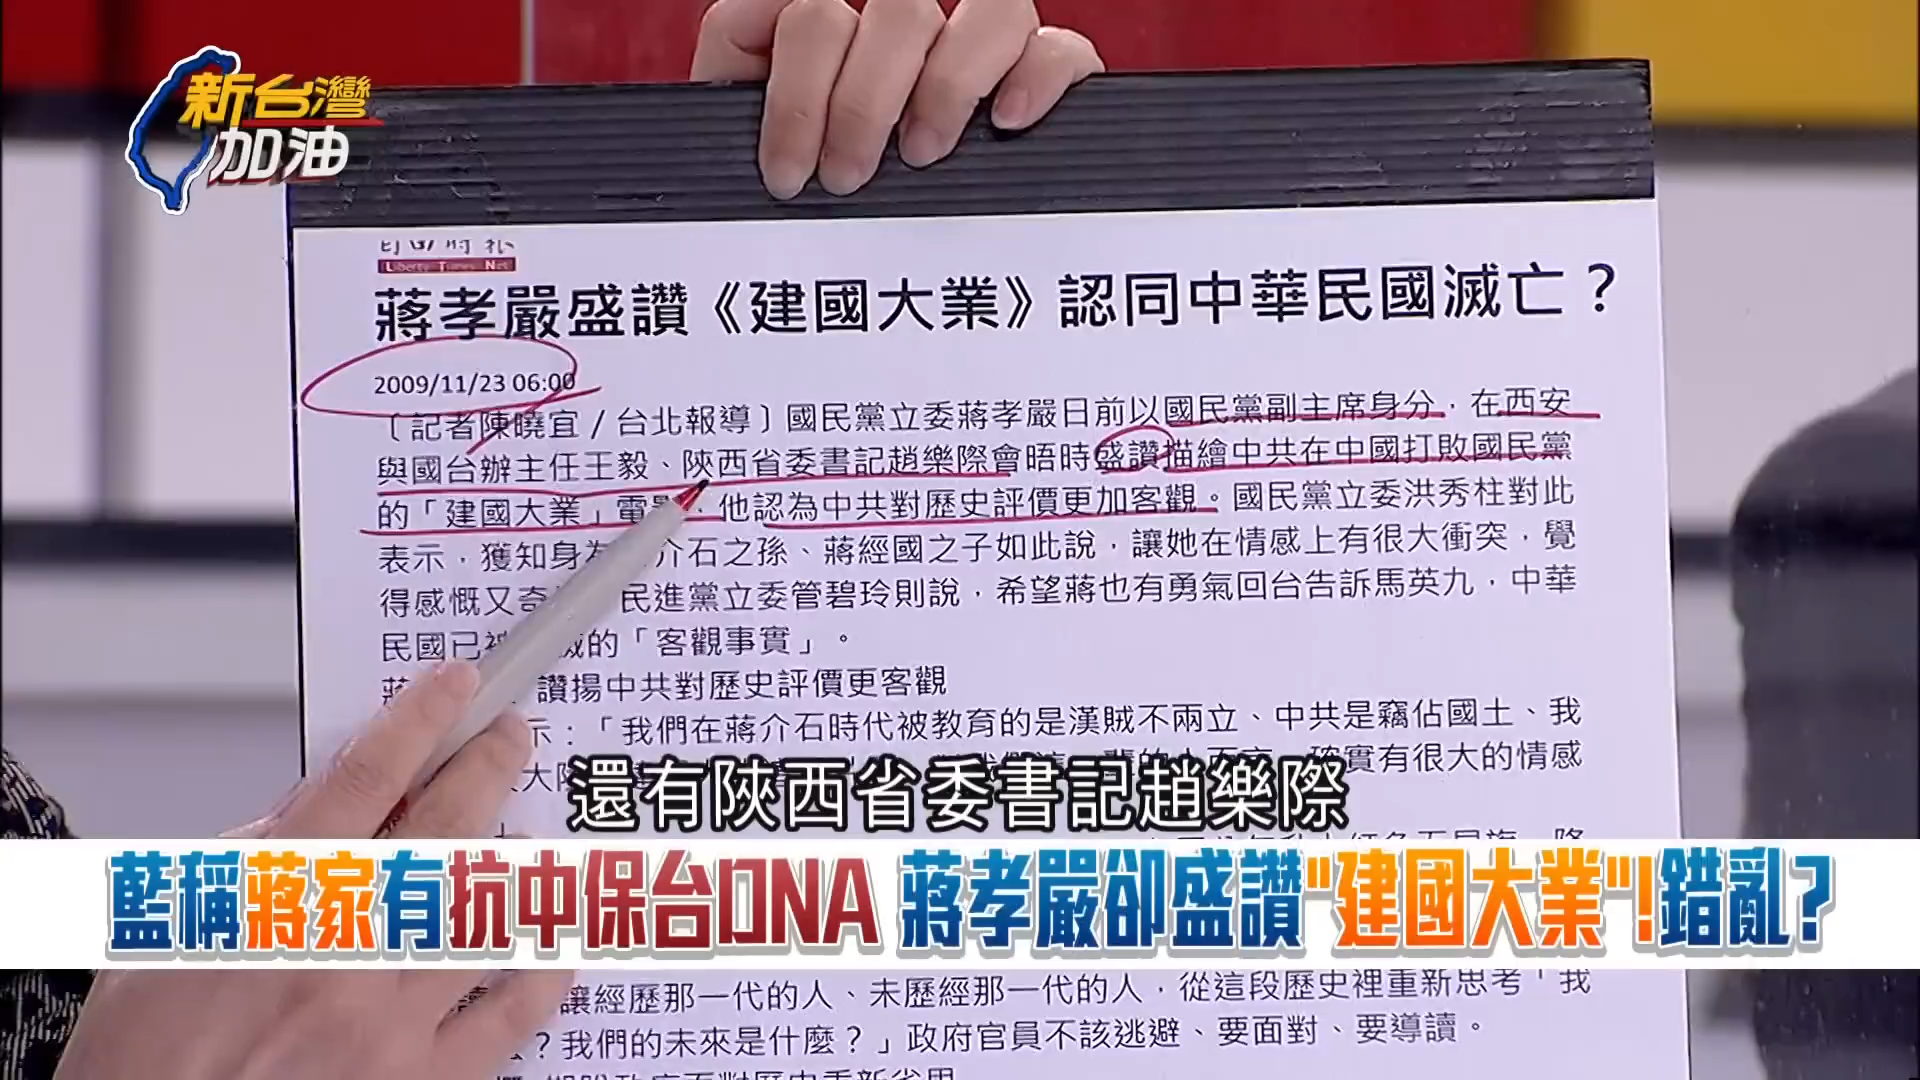 新台灣
加油
自由時報
Liberty Times Net
蔣孝嚴盛讚《建國大業》認同中華民國滅亡？
2009/11/23 06:00
〔記者陳曉宜／台北報導〕國民黨立委蔣孝嚴日前以國民黨副主席身分，在西安
與國台辦主任王毅、陝西省委書記趙樂際會晤時盛讚描繪中共在中國打敗國民黨
的「建國大業」電影，他認為中共對歷史評價更加客觀。國民黨立委洪秀柱對此
表示，獲知身為 介石之孫、蔣經國之子如此說，讓她在情感上有很大衝突，覺
得感慨又奇 民進黨立委管碧玲則說，希望蔣也有勇氣回台告訴馬英九，中華
民國已被 滅的「客觀事實」。
蔣 讚揚中共對歷史評價更客觀
示：「我們在蔣介石時代被教育的是漢賊不兩立、中共是竊佔國土、我
大陸 確實有很大的情感
還有陝西省委書記趙樂際
藍稱蔣家有抗中保台DNA 蔣孝嚴卻盛讚"建國大業"!錯亂?
讓經歷那一代的人、未歷經那一代的人，從這段歷史裡重新思考「我
？我們的未來是什麼？」政府官員不該逃避、要面對、要導讀。